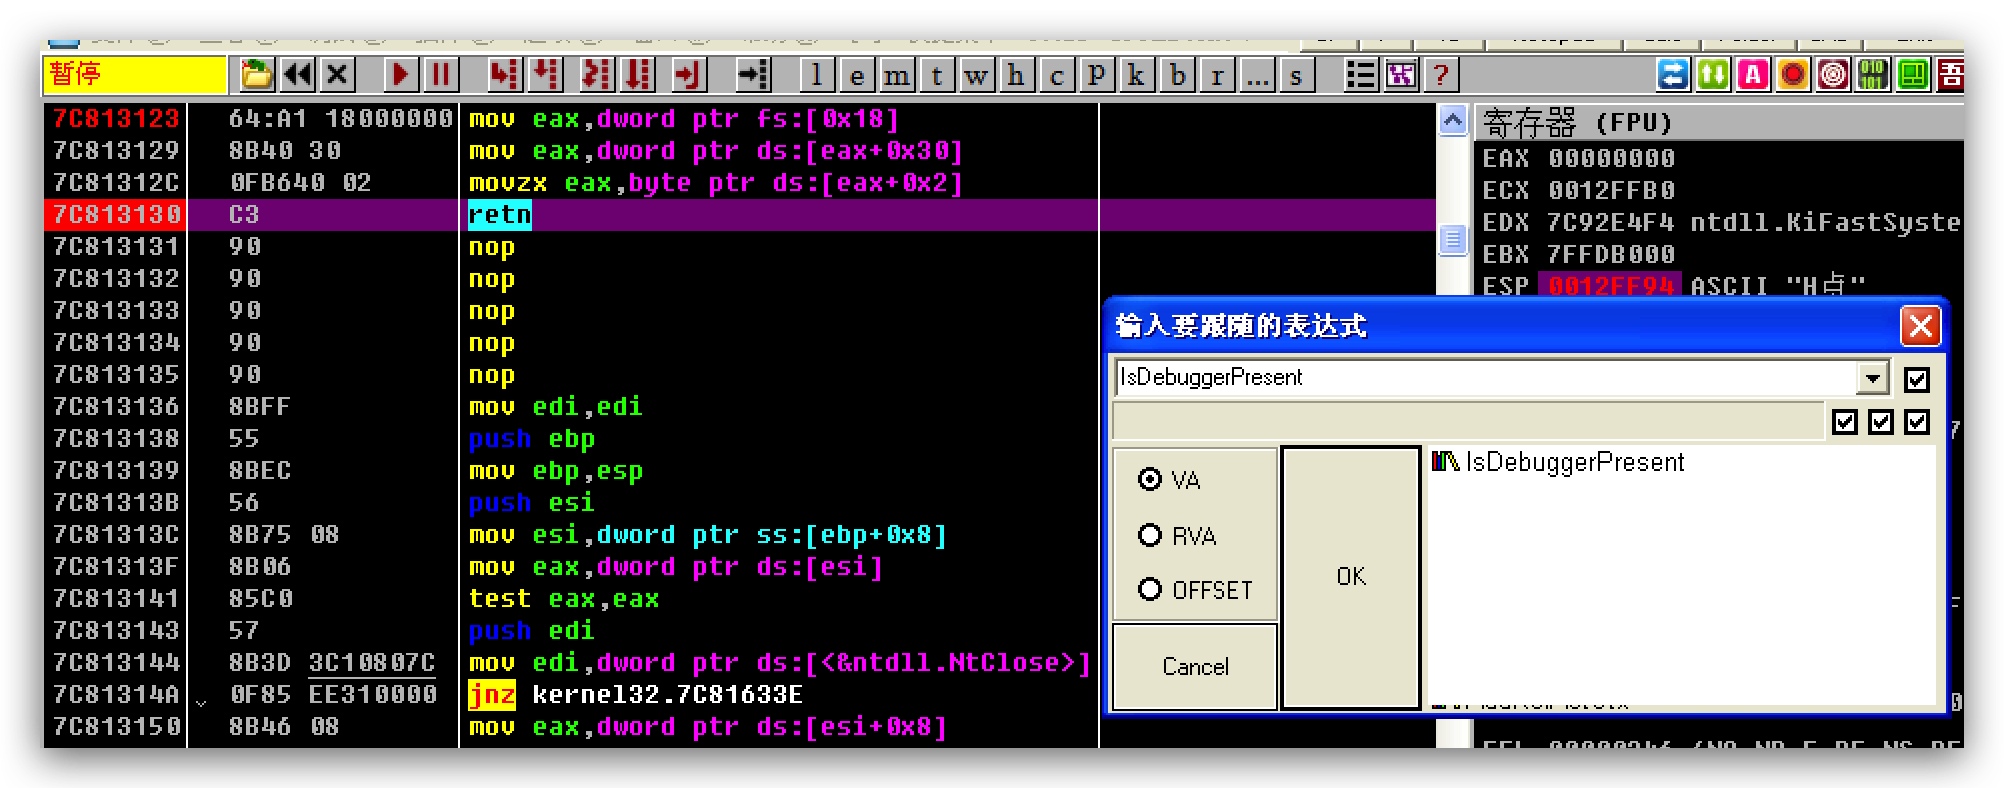 暂停
l e m t w h c P k b r ... s ?
7C813123 64:A1 18000000 mov eax,dword ptr fs:[0x18]
7C813129 8B40 30 mov eax,dword ptr ds:[eax+0x30]
7C81312C 0FB640 02 movzx eax,byte ptr ds:[eax+0x2]
7C813130 C3 retn
7C813131 90 nop
7C813132 90 nop
7C813133 90 nop
7C813134 90 nop
7C813135 90 nop
7C813136 8BFF mov edi,edi
7C813138 55 push ebp
7C813139 8BEC mov ebp,esp
7C81313B 56 push esi
7C81313C 8B75 08 mov esi,dword ptr ss:[ebp+0x8]
7C81313F 8B06 mov eax,dword ptr ds:[esi]
7C813141 85C0 test eax,eax
7C813143 57 push edi
7C813144 8B3D 3C10807C mov edi,dword ptr ds:[<&ntdll.NtClose>]
7C81314A 0F85 EE310000 jnz kernel32.7C81633E
7C813150 8B46 08 mov eax,dword ptr ds:[esi+0x8]
寄存器 (FPU)
EAX 00000000
ECX 0012FFB0
EDX 7C92E4F4 ntdll.KiFastSyste
EBX 7FFDB000
ESP 0012FF94 ASCII "H点"
输入要跟随的表达式
IsDebuggerPresent
VA
RVA
OFFSET
OK
Cancel
IsDebuggerPresent